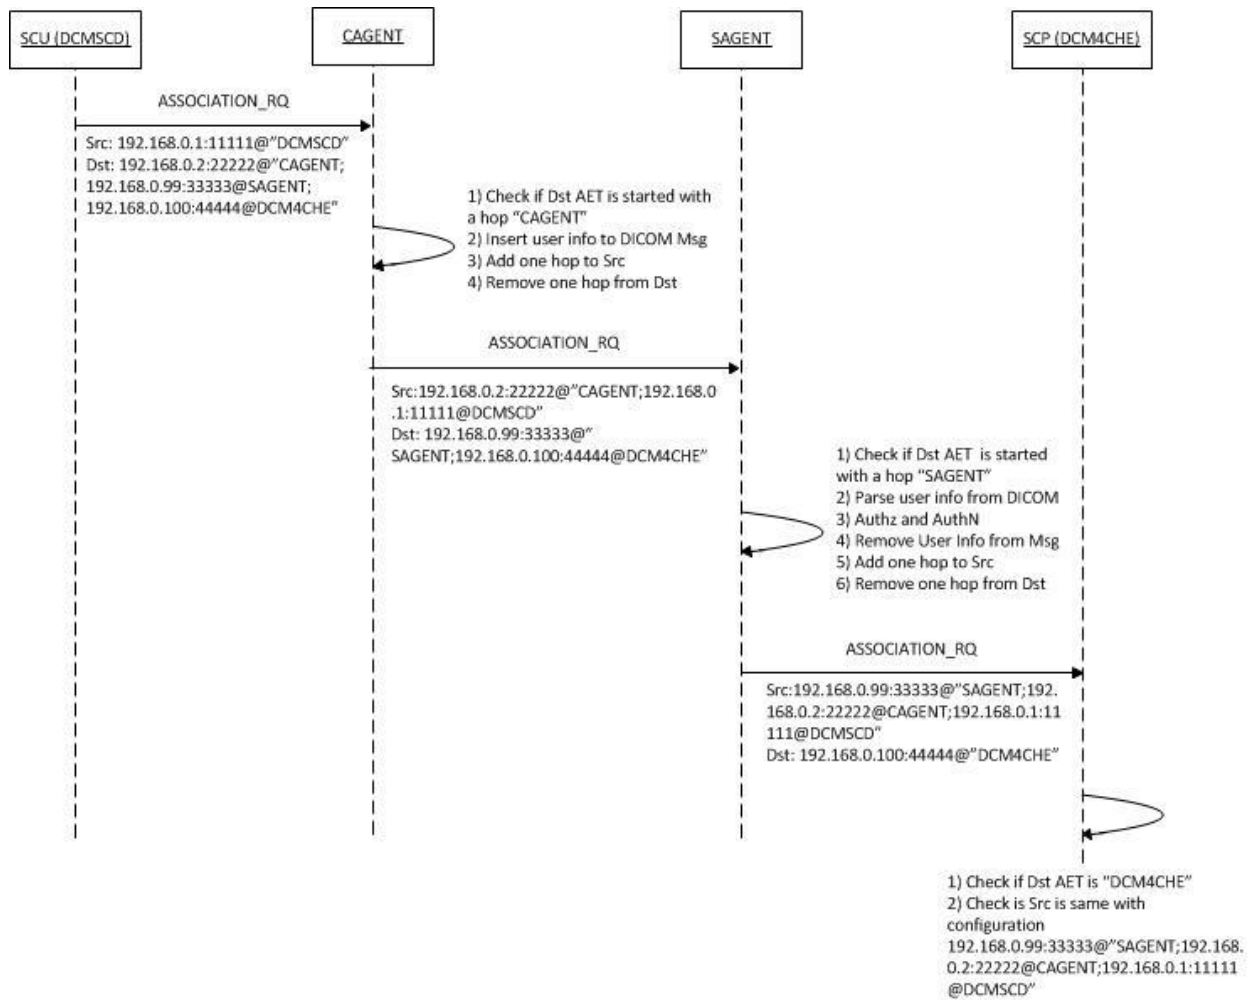 SCU (DCMSCD)
CAGENT
SAGENT
SCP (DCM4CHE)
ASSOCIATION_RQ
Src: 192.168.0.1:11111@"DCMSCD"
Dst: 192.168.0.2:22222@"CAGENT;
192.168.0.99:33333@SAGENT;
192.168.0.100:44444@DCM4CHE"
1) Check if Dst AET is started with
a hop "CAGENT"
2) Insert user info to DICOM Msg
3) Add one hop to Src
4) Remove one hop from Dst
ASSOCIATION_RQ
Src:192.168.0.2:22222@"CAGENT;192.168.0
.1:11111@DCMSCD"
Dst: 192.168.0.99:33333@"
SAGENT;192.168.0.100:44444@DCM4CHE"
1) Check if Dst AET is started
with a hop "SAGENT"
2) Parse user info from DICOM
3) Authz and AuthN
4) Remove User Info from Msg
5) Add one hop to Src
6) Remove one hop from Dst
ASSOCIATION_RQ
Src:192.168.0.99:33333@"SAGENT;192.
168.0.2:22222@CAGENT;192.168.0.1:11
111@DCMSCD"
Dst: 192.168.0.100:44444@"DCM4CHE"
1) Check if Dst AET is "DCM4CHE"
2) Check is Src is same with
configuration
192.168.0.99:33333@"SAGENT;192.168.
0.2:22222@CAGENT;192.168.0.1:11111
@DCMSCD"